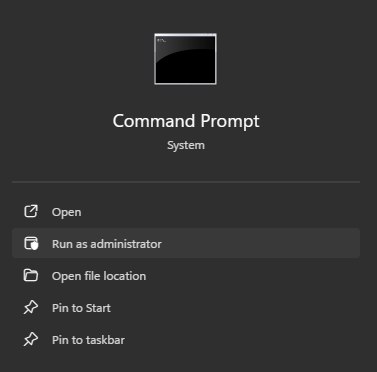 Command Prompt
System
Open
Run as administrator
Open file location
Pin to Start
Pin to taskbar